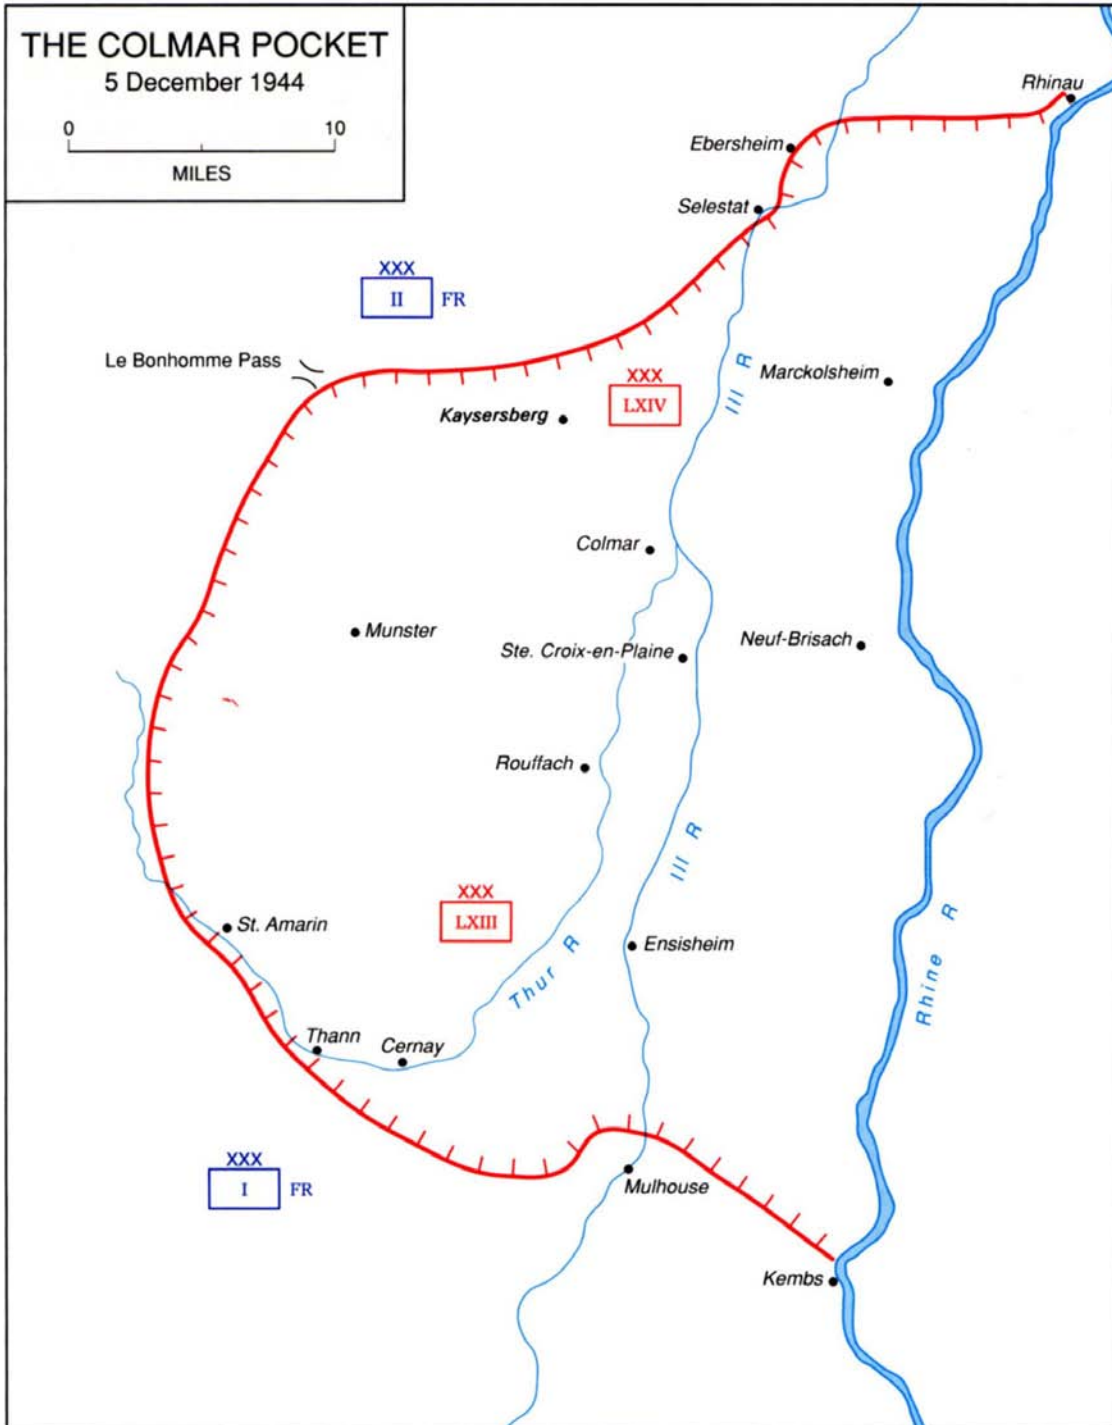 THE COLMAR POCKET
5 December 1944
0 10
MILES
Rhinau
Ebersheim
Selestat
XXX
II FR
Le Bonhomme Pass
XXX
LXIV
Ill R
Marckolsheim
Kaysersberg
Colmar
Munster
Ste. Croix-en-Plaine
Neuf-Brisach
Rouffach
Ill R
XXX
LXIII
St. Amarin
Ensisheim
Thur R
Rhine R
Thann
Cernay
XXX
I FR
Mulhouse
Kembs